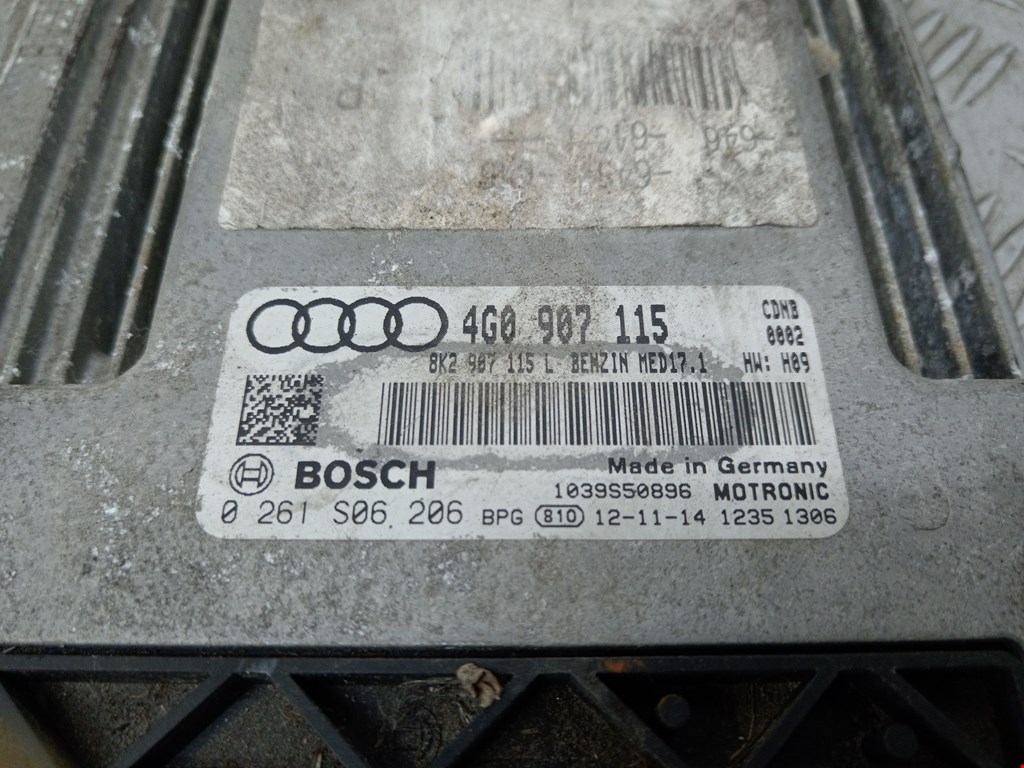 4G0 907 115
CDNB
0002
8K2 907 115 L BENZIN MED17.1 HW: H09
BOSCH
Made in Germany
1039S50896 MOTRONIC
0 261 S06 206 BPG 810 12-11-14 1235 1306